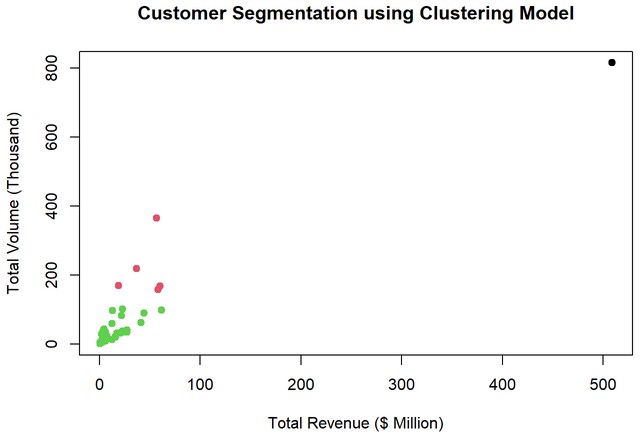 Customer Segmentation using Clustering Model
Total Volume (Thousand)
800
600
400
200
0
0 100 200 300 400 500
Total Revenue ($ Million)